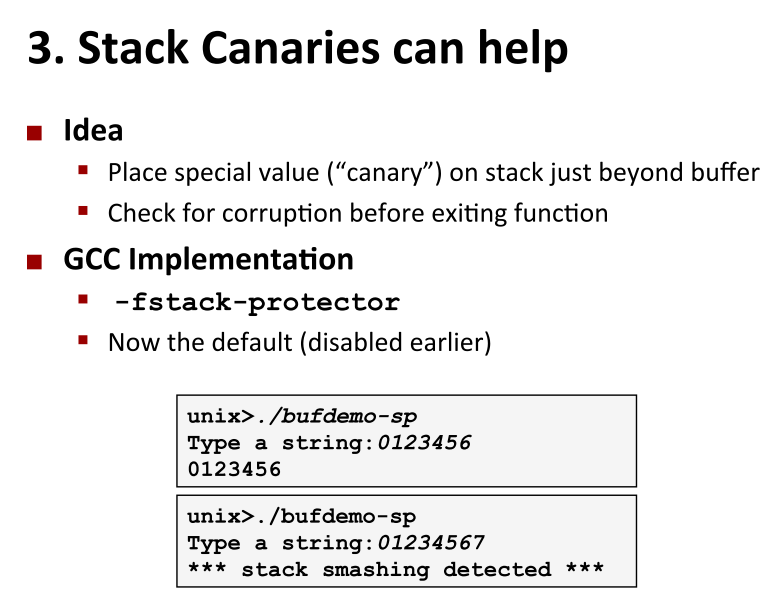 3. Stack Canaries can help
Idea
Place special value (“canary”) on stack just beyond buffer
Check for corruption before exiting function
GCC Implementation
-fstack-protector
Now the default (disabled earlier)
unix>./bufdemo-sp
Type a string:0123456
0123456
unix>./bufdemo-sp
Type a string:01234567
*** stack smashing detected ***